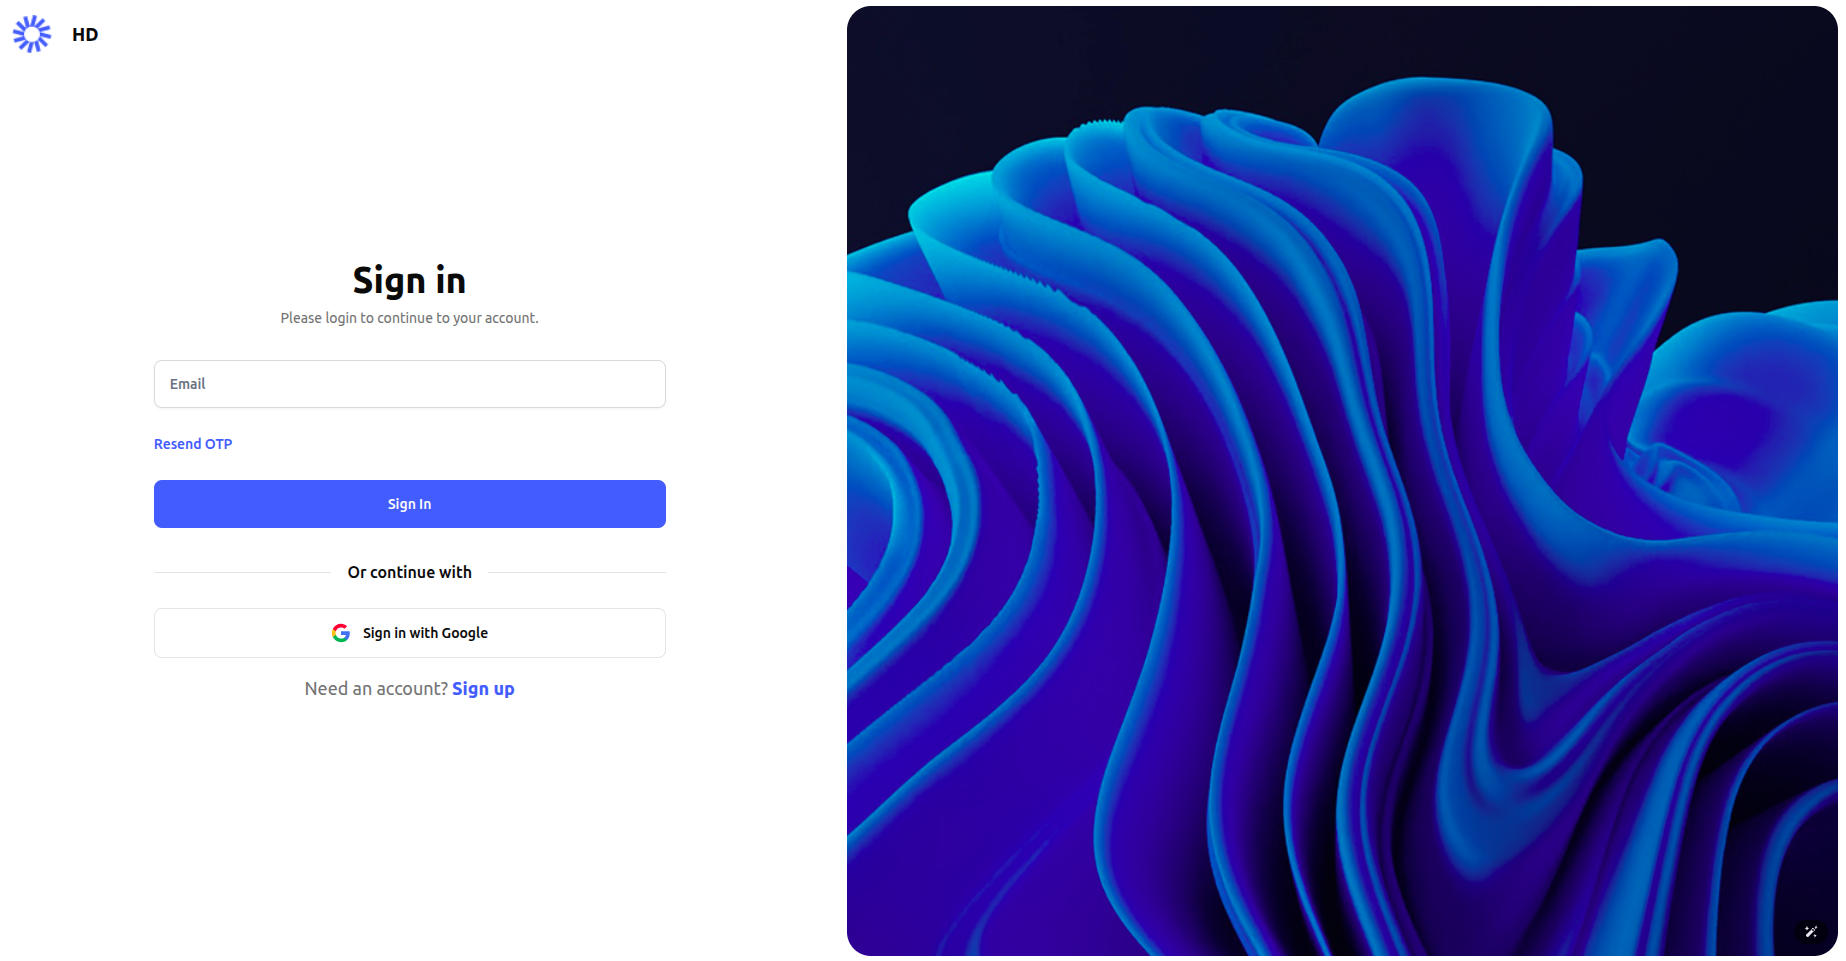 HD
Sign in
Please login to continue to your account.
Email
Resend OTP
Sign In
Or continue with
Sign in with Google
Need an account? Sign up